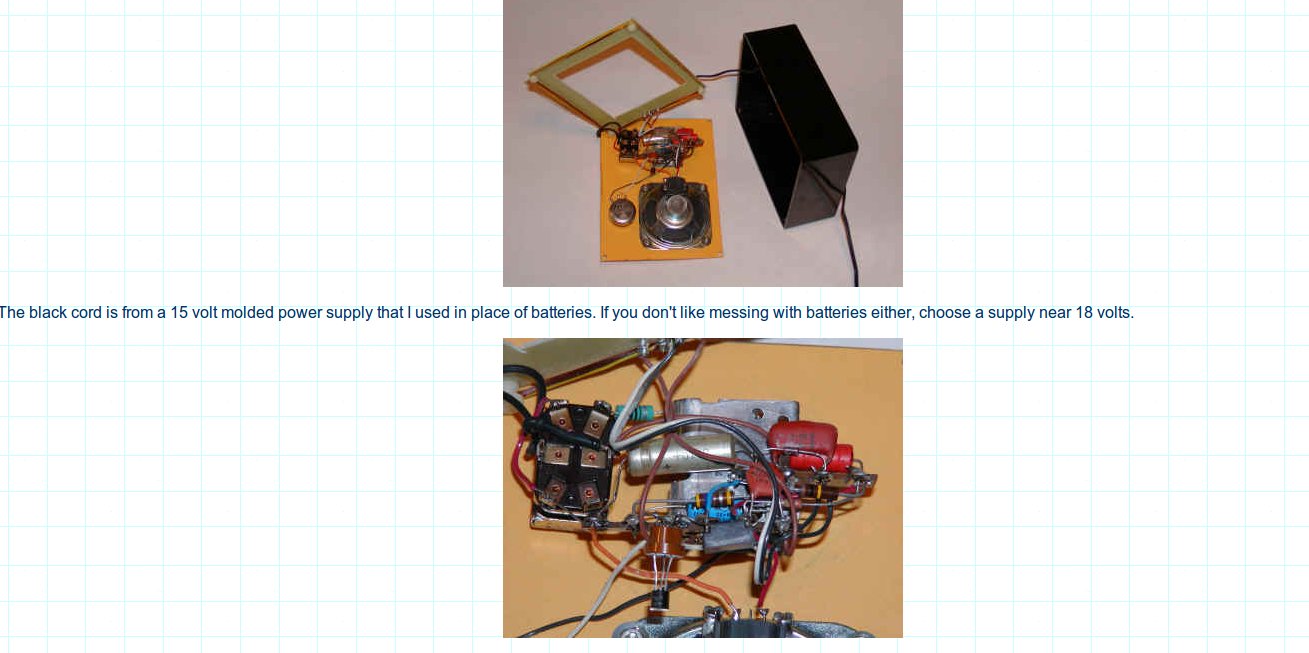 The black cord is from a 15 volt molded power supply that I used in place of batteries. If you don't like messing with batteries either, choose a supply near 18 volts.